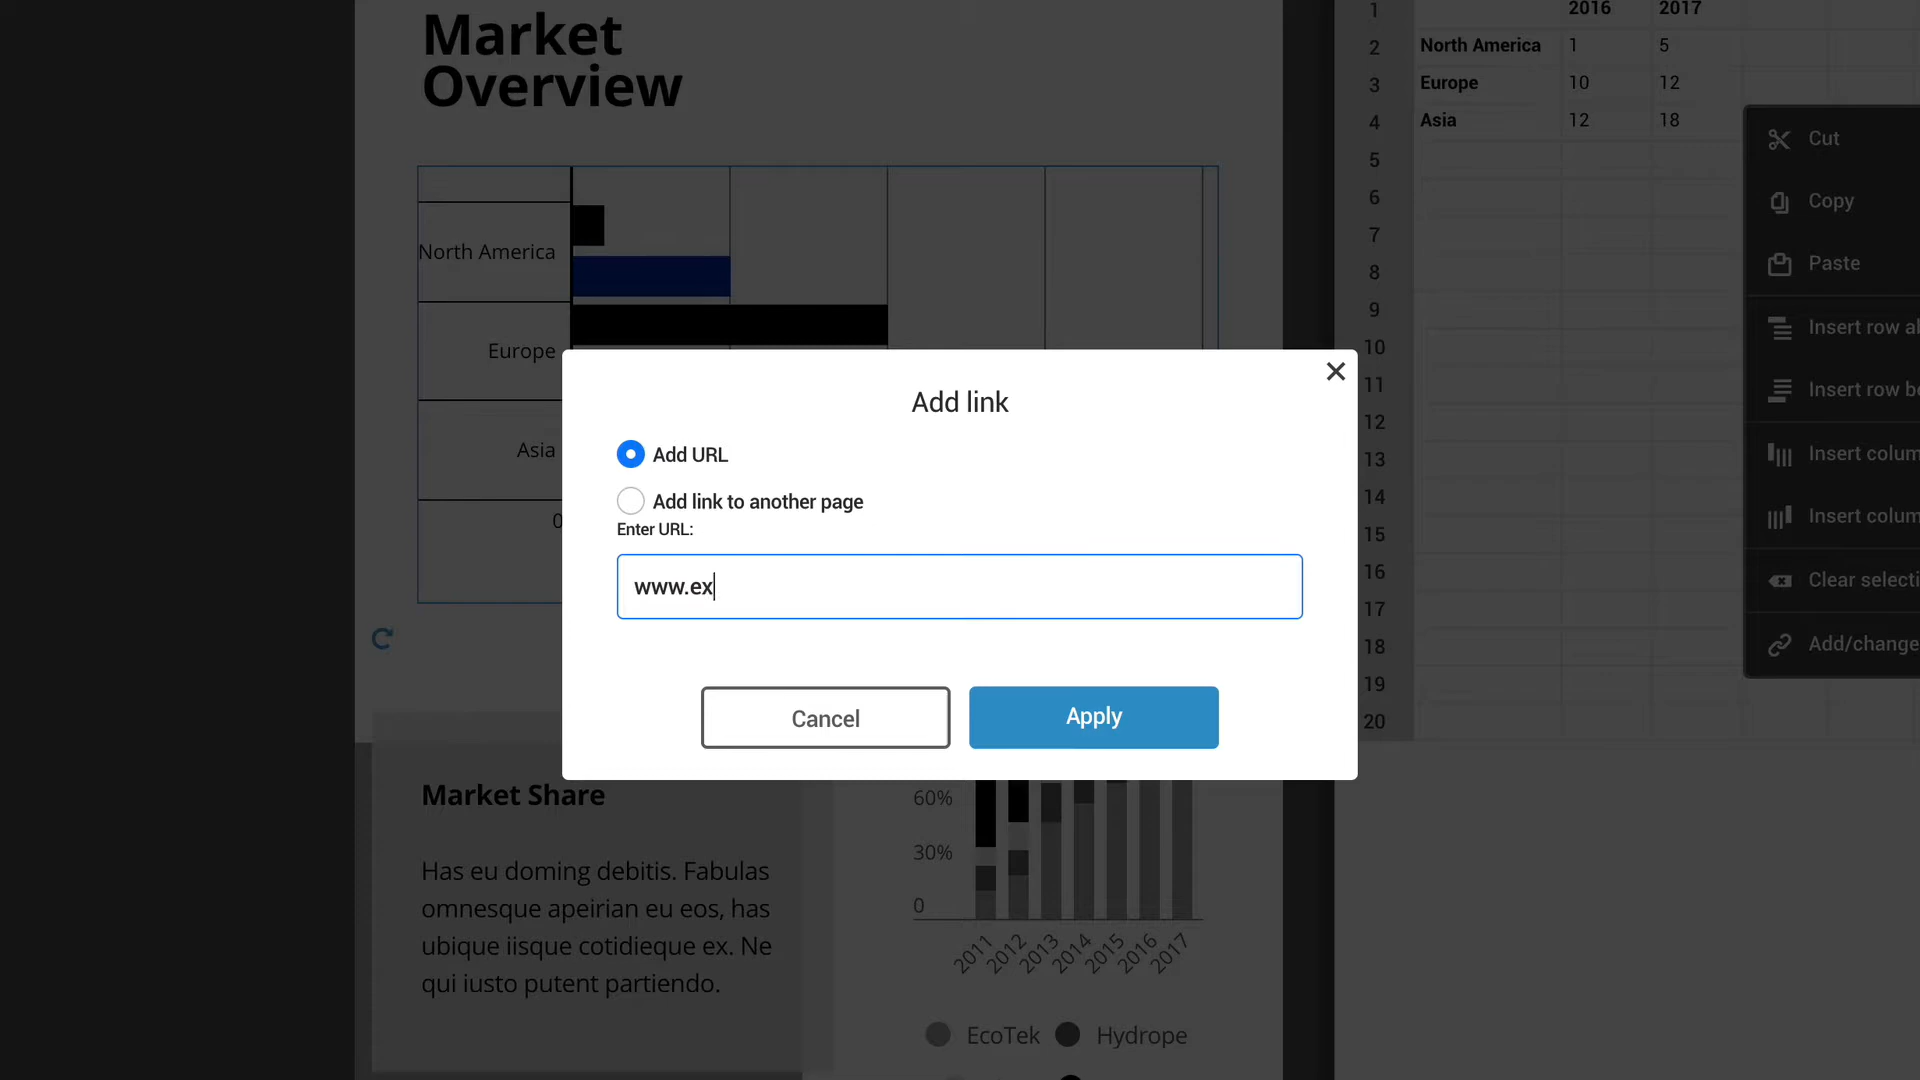 Market
Overview
North America
Europe
Asia
0
Market Share
Has eu doming debitis. Fabulas
omnesque apeirian eu eos, has
ubique iisque cotidieque ex. Ne
qui iusto putent partiendo.
60%
30%
0
2011 2012 2013 2014 2015 2016 2017
EcoTek Hydrope
Add link
Add URL
Add link to another page
Enter URL:
www.ex
Cancel Apply
1 2016 2017
2 North America 1 5
3 Europe 10 12
4 Asia 12 18
5
6
7
8
9
10
11
12
13
14
15
16
17
18
19
20
Cut
Copy
Paste
Insert row
Insert row
Insert colum
Insert colum
Clear selecti
Add/change